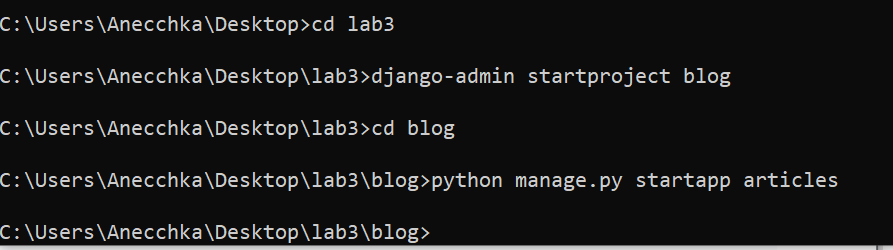 C:\Users\Anecchka\Desktop>cd lab3
C:\Users\Anecchka\Desktop\lab3>django-admin startproject blog
C:\Users\Anecchka\Desktop\lab3>cd blog
C:\Users\Anecchka\Desktop\lab3\blog>python manage.py startapp articles
C:\Users\Anecchka\Desktop\lab3\blog>